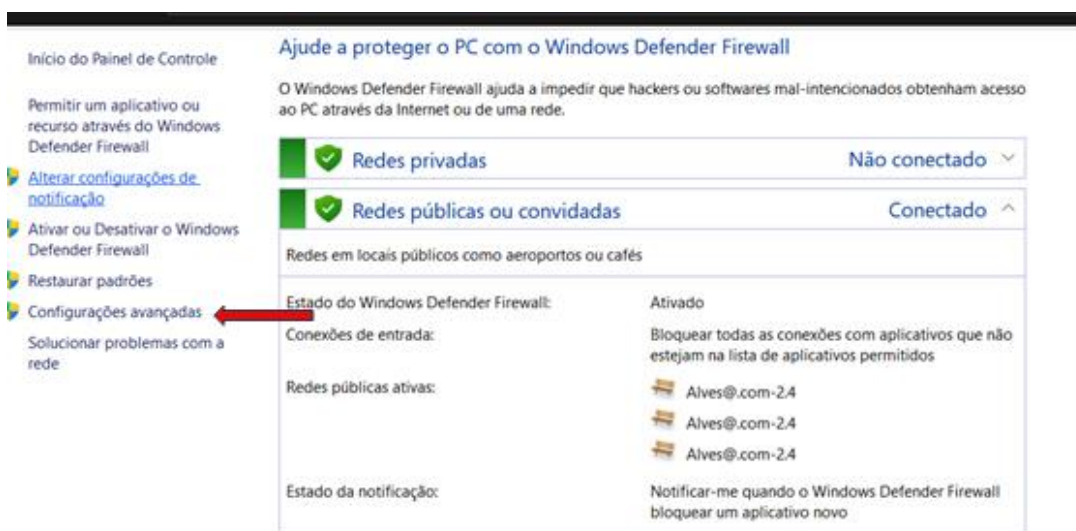 Início do Painel de Controle
Permitir um aplicativo ou
recurso através do Windows
Defender Firewall
Alterar configurações de
notificação
Ativar ou Desativar o Windows
Defender Firewall
Restaurar padrões
Configurações avançadas
Solucionar problemas com a
rede
Ajude a proteger o PC com o Windows Defender Firewall
O Windows Defender Firewall ajuda a impedir que hackers ou softwares mal-intencionados obtenham acesso
ao PC através da Internet ou de uma rede.
Redes privadas Não conectado
Redes públicas ou convidadas Conectado
Redes em locais públicos como aeroportos ou cafés
Estado do Windows Defender Firewall: Ativado
Conexões de entrada: Bloquear todas as conexões com aplicativos que não
estejam na lista de aplicativos permitidos
Redes públicas ativas: Alves@.com-2.4
Alves@.com-2.4
Alves@.com-2.4
Estado da notificação: Notificar-me quando o Windows Defender Firewall
bloquear um aplicativo novo